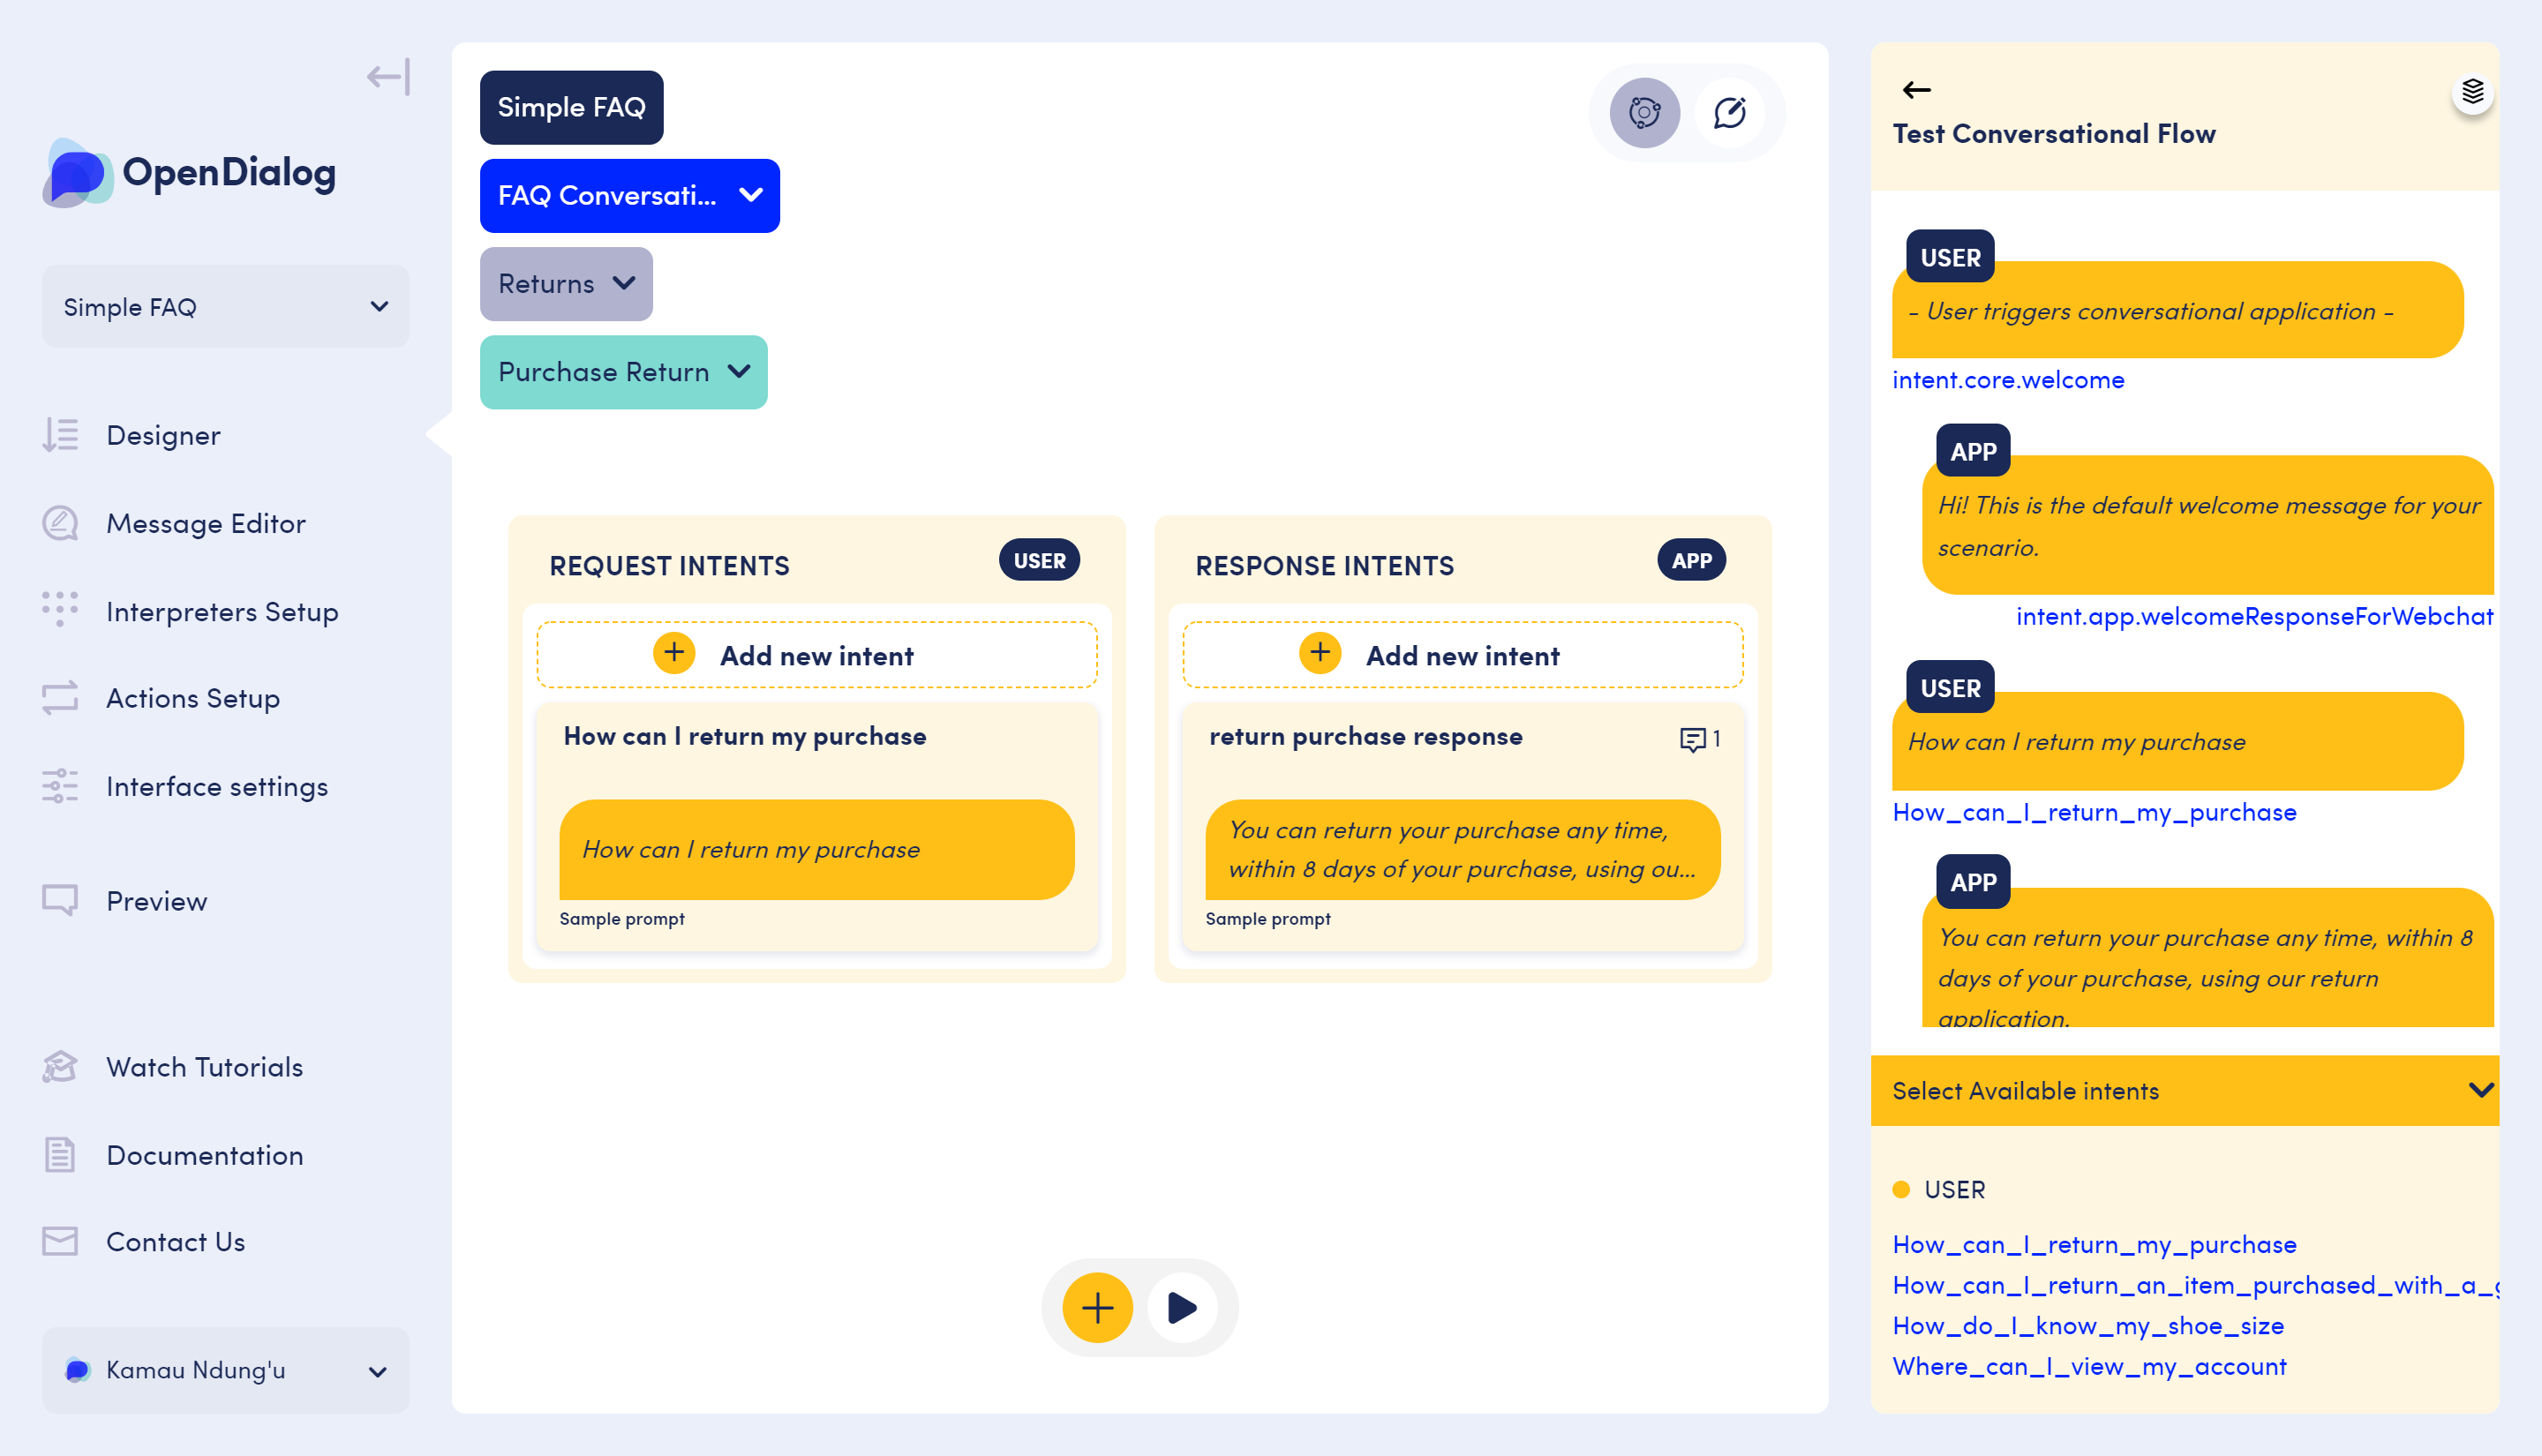 OpenDialog
Simple FAQ
Designer
Message Editor
Interpreters Setup
Actions Setup
Interface settings
Preview
Watch Tutorials
Documentation
Contact Us
Kamau Ndung'u
Simple FAQ
FAQ Conversati...
Returns
Purchase Return
REQUEST INTENTS
USER
Add new intent
How can I return my purchase
How can I return my purchase
Sample prompt
RESPONSE INTENTS
APP
Add new intent
return purchase response
1
You can return your purchase any time,
within 8 days of your purchase, using ou...
Sample prompt
Test Conversational Flow
USER
- User triggers conversational application -
intent.core.welcome
APP
Hi! This is the default welcome message for your
scenario.
intent.app.welcomeResponseForWebchat
USER
How can I return my purchase
How_can_I_return_my_purchase
APP
You can return your purchase any time, within 8
days of your purchase, using our return
application.
Select Available intents
USER
How_can_I_return_my_purchase
How_can_I_return_an_item_purchased_with_a_g
How_do_I_know_my_shoe_size
Where_can_I_view_my_account